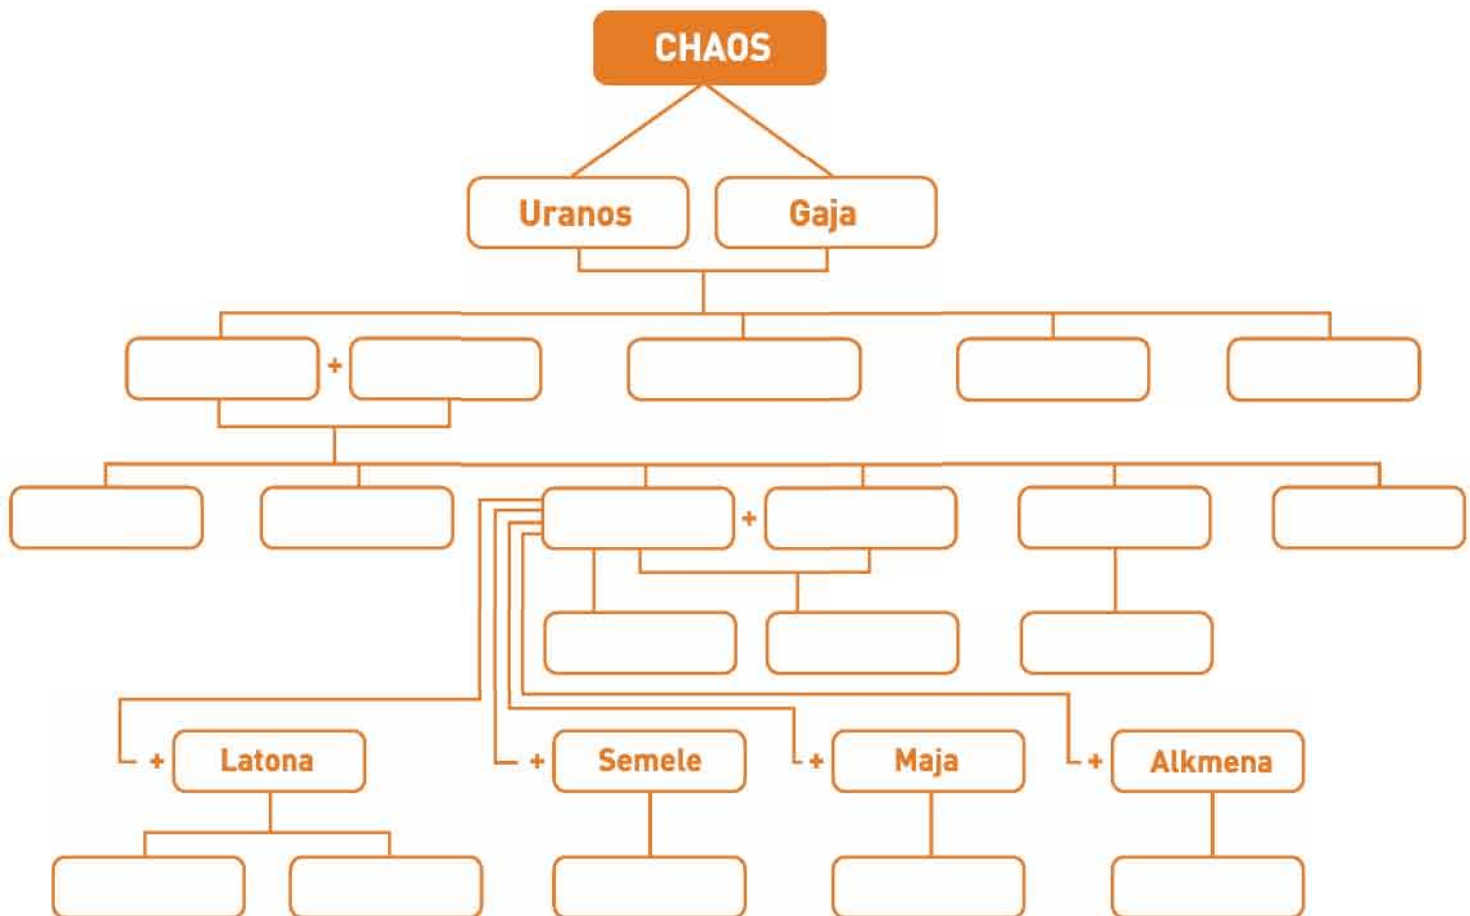 CHAOS
Uranos
Gaja
+
+
+ Latona
+ Semele
+ Maja
+ Alkmena